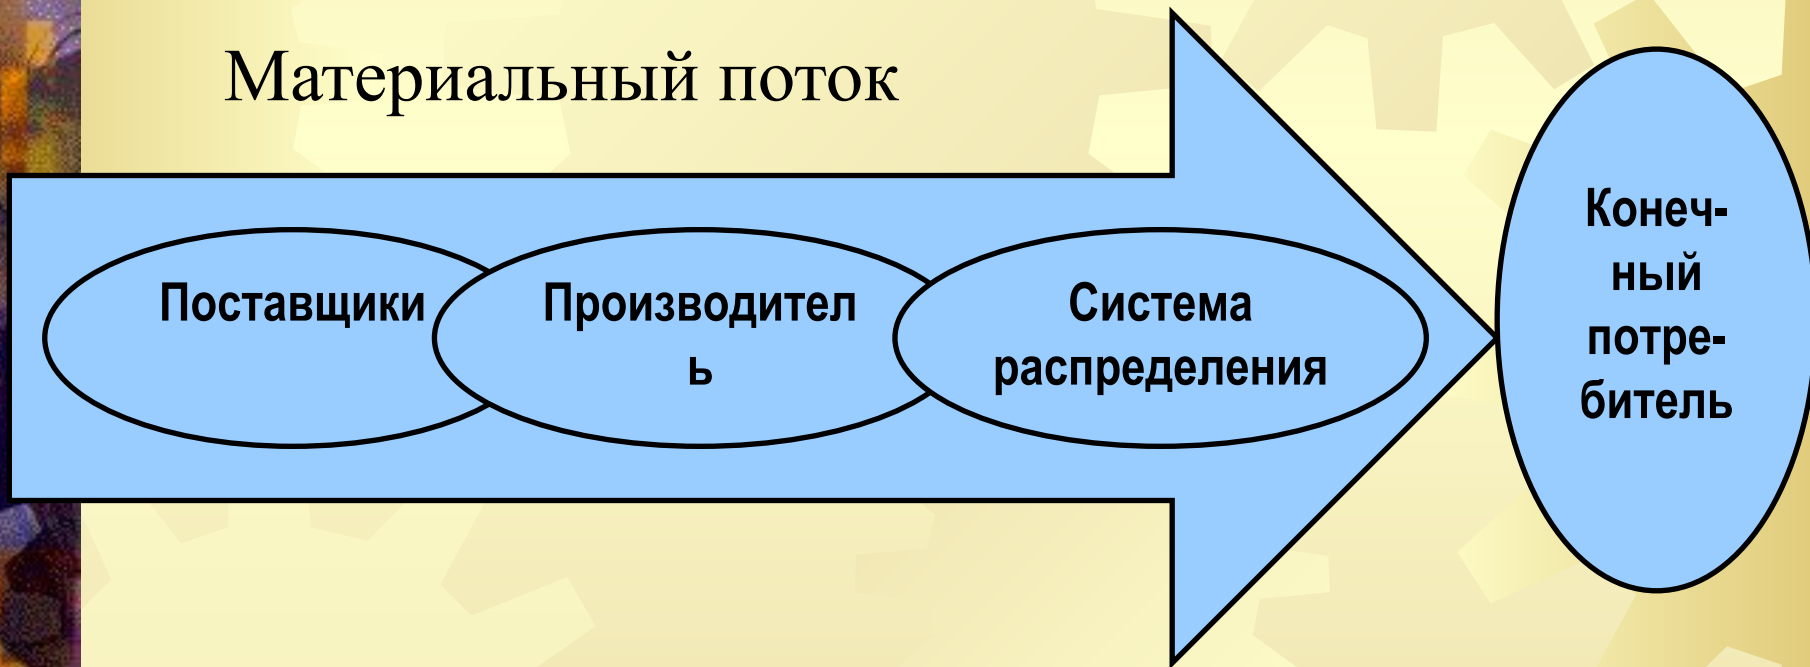 Материальный поток
Поставщики
Производител
ь
Система
распределения
Конеч-
ный
потре-
битель